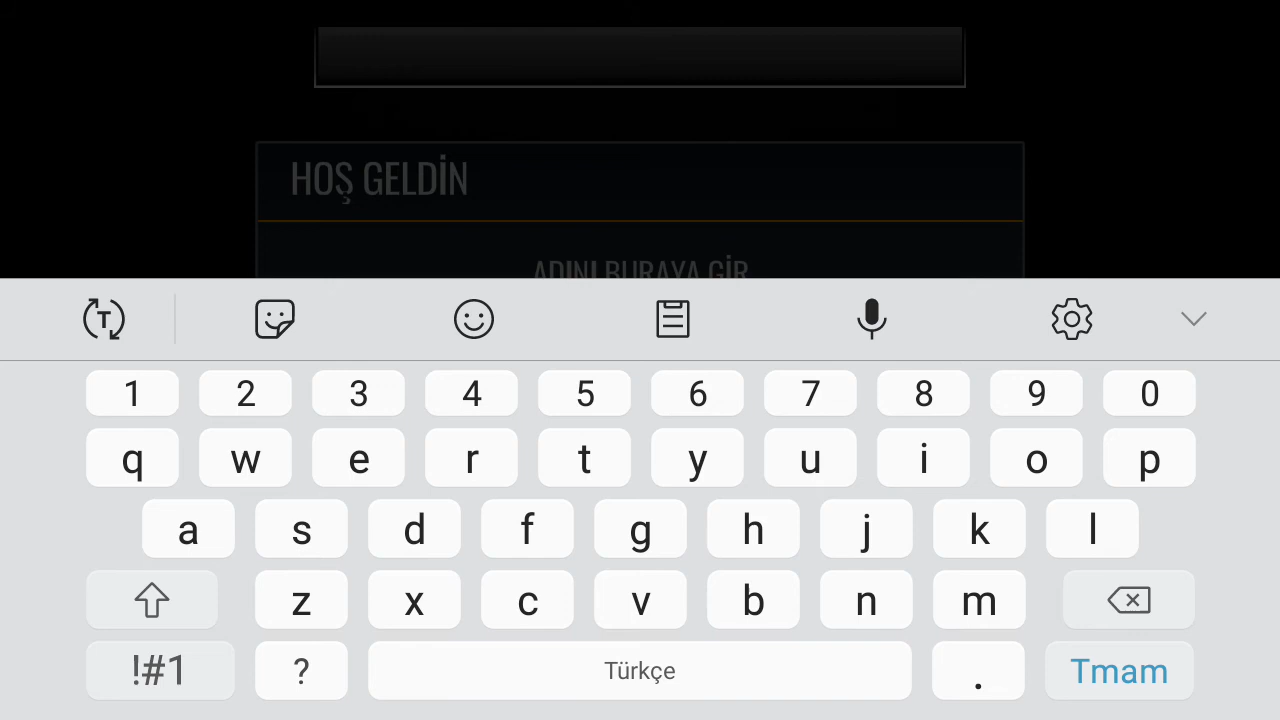 HOŞ GELDİN
ADINI BURAYA GİR
T
1 2 3 4 5 6 7 8 9 0
q w e r t y u i o p
a s d f g h j k l
z x c v b n m
!#1 ? Türkçe . Tmam